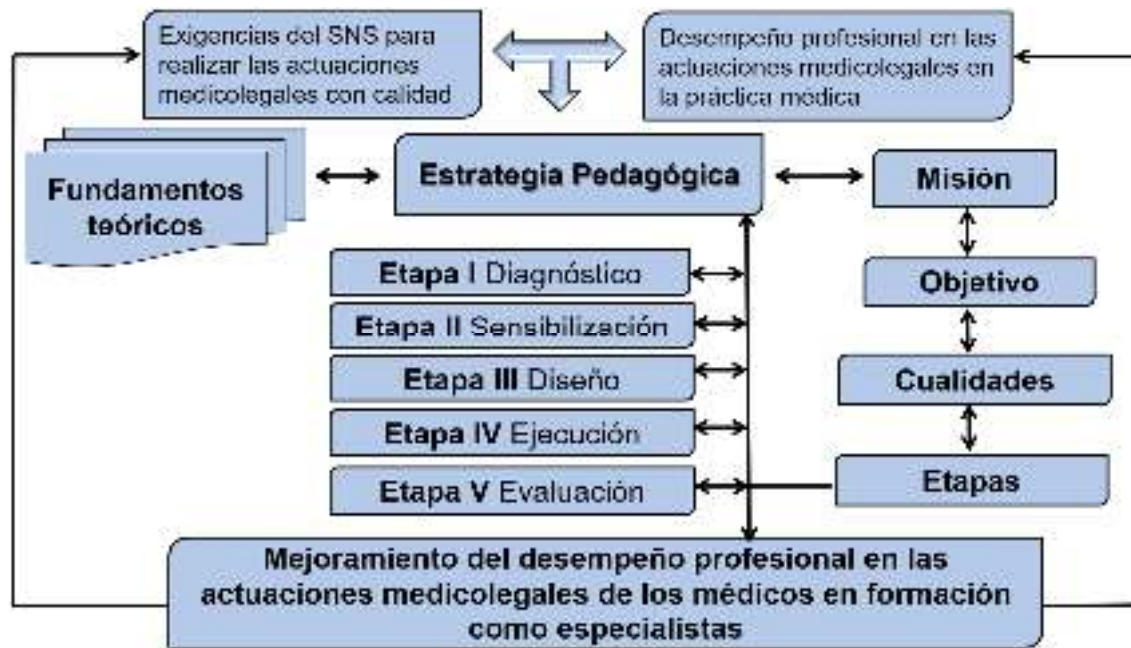 Exigencias del SNS para
realizar las actuaciones
medicolegales con calidad
Desempeño profesional en las
actuaciones medicolegales en
la práctica médica
Fundamentos
teóricos
Estrategia Pedagógica
Misión
Objetivo
Cualidades
Etapas
Etapa I Diagnóstico
Etapa II Sensibilización
Etapa III Diseño
Etapa IV Ejecución
Etapa V Evaluación
Mejoramiento del desempeño profesional en las
actuaciones medicolegales de los médicos en formación
como especialistas